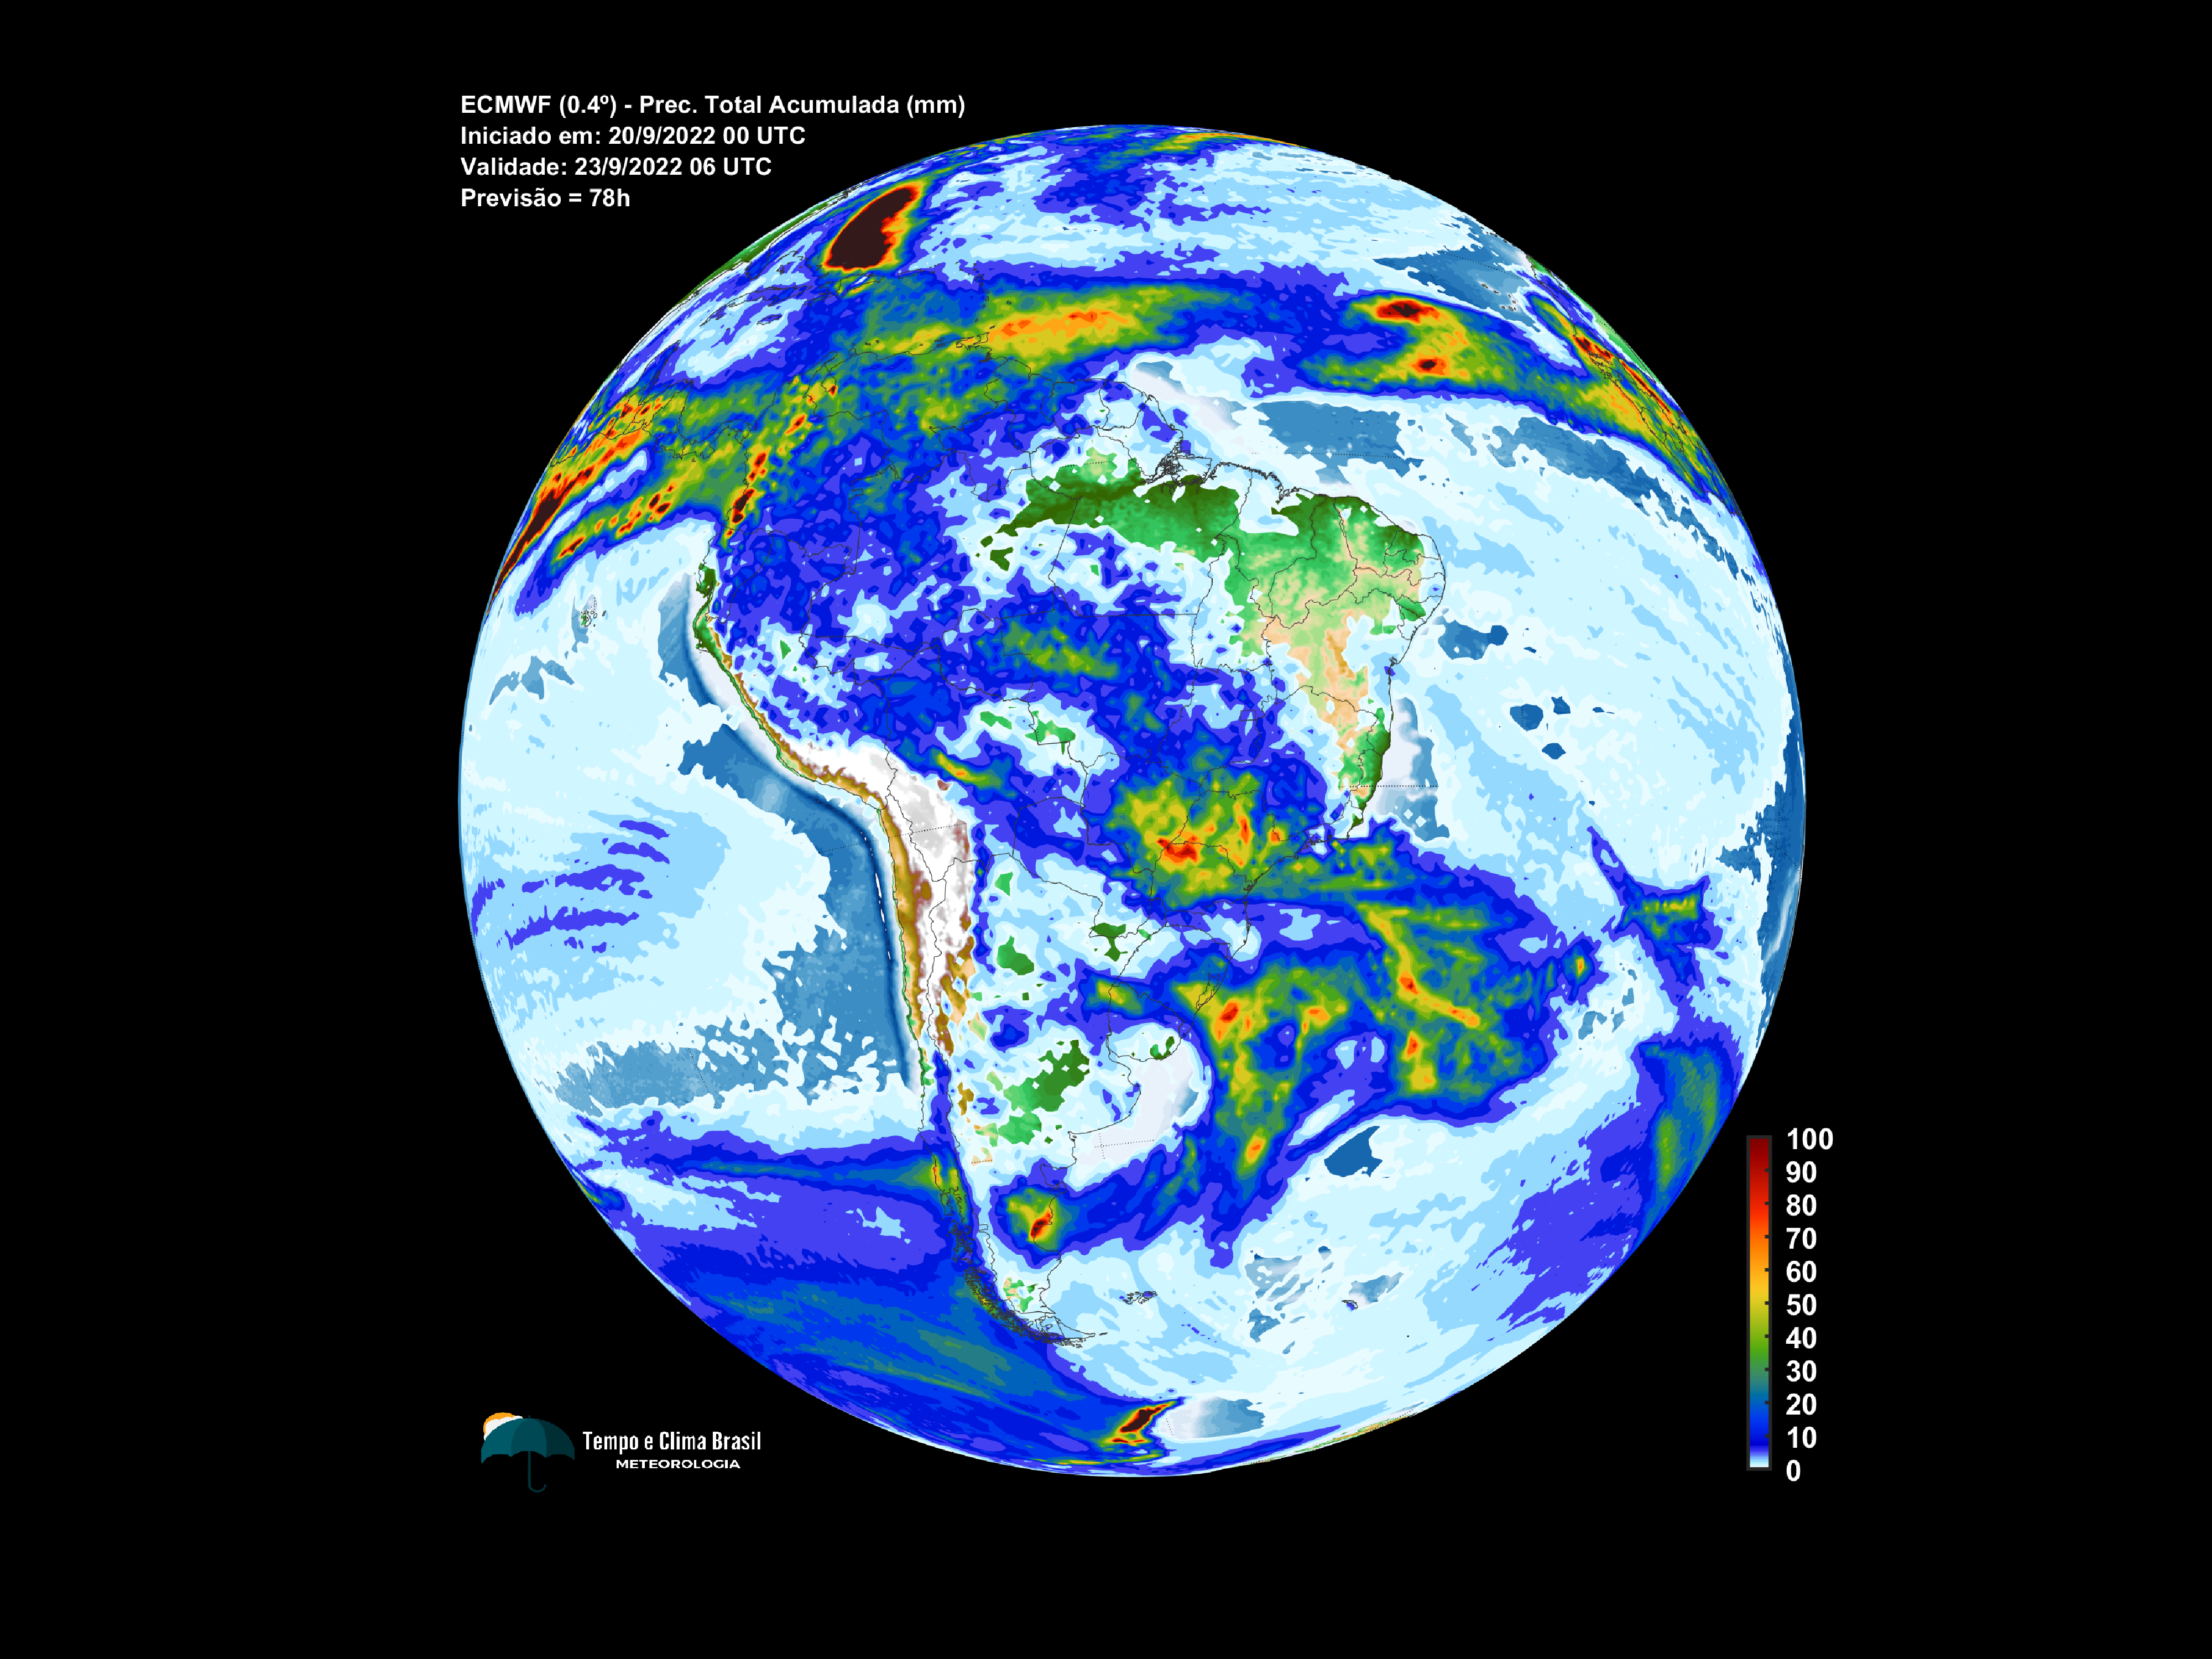 ECMWF (0.4º) - Prec. Total Acumulada (mm)
Iniciado em: 20/9/2022 00 UTC
Validade: 23/9/2022 06 UTC
Previsão = 78h
100
90
80
70
60
50
40
30
20
10
0
Tempo e Clima Brasil
METEOROLOGIA